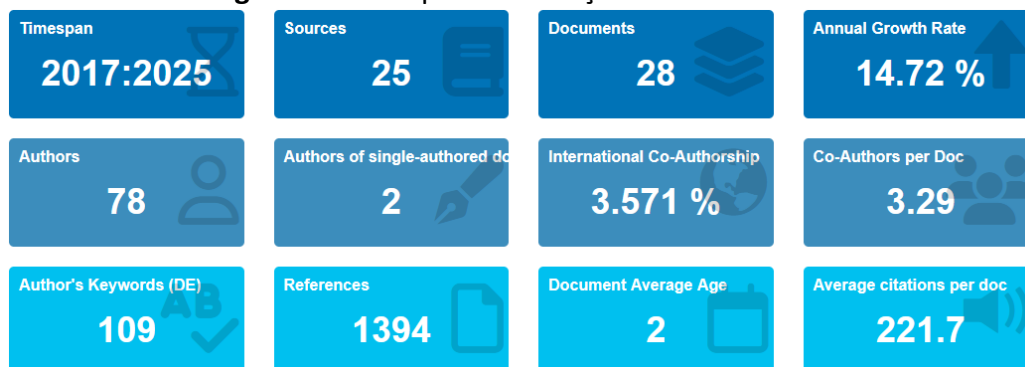 Timespan
2017:2025
Sources
25
Documents
28
Annual Growth Rate
14.72 %
Authors
78
Authors of single-authored do
2
International Co-Authorship
3.571 %
Co-Authors per Doc
3.29
Author's Keywords (DE)
AB
109
References
1394
Document Average Age
2
Average citations per doc
221.7